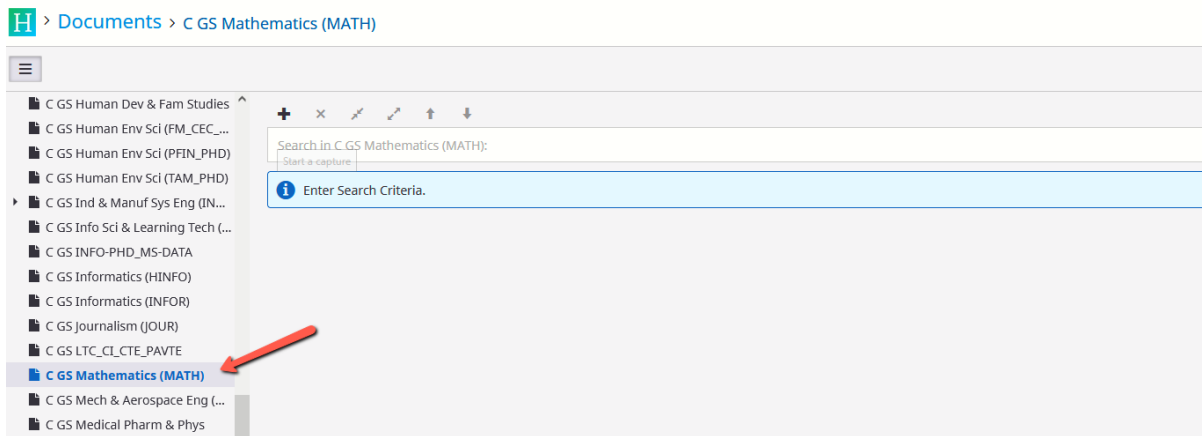 H > Documents > C GS Mathematics (MATH)
C GS Human Dev & Fam Studies
C GS Human Env Sci (FM_CEC_...
C GS Human Env Sci (PFIN_PHD)
C GS Human Env Sci (TAM_PHD)
C GS Ind & Manuf Sys Eng (IN...
C GS Info Sci & Learning Tech (...
C GS INFO-PHD_MS-DATA
C GS Informatics (HINFO)
C GS Informatics (INFOR)
C GS Journalism (JOUR)
C GS LTC_CI_CTE_PAVTE
C GS Mathematics (MATH)
C GS Mech & Aerospace Eng (...
C GS Medical Pharm & Phys
Search in C GS Mathematics (MATH):
Start a capture
Enter Search Criteria.